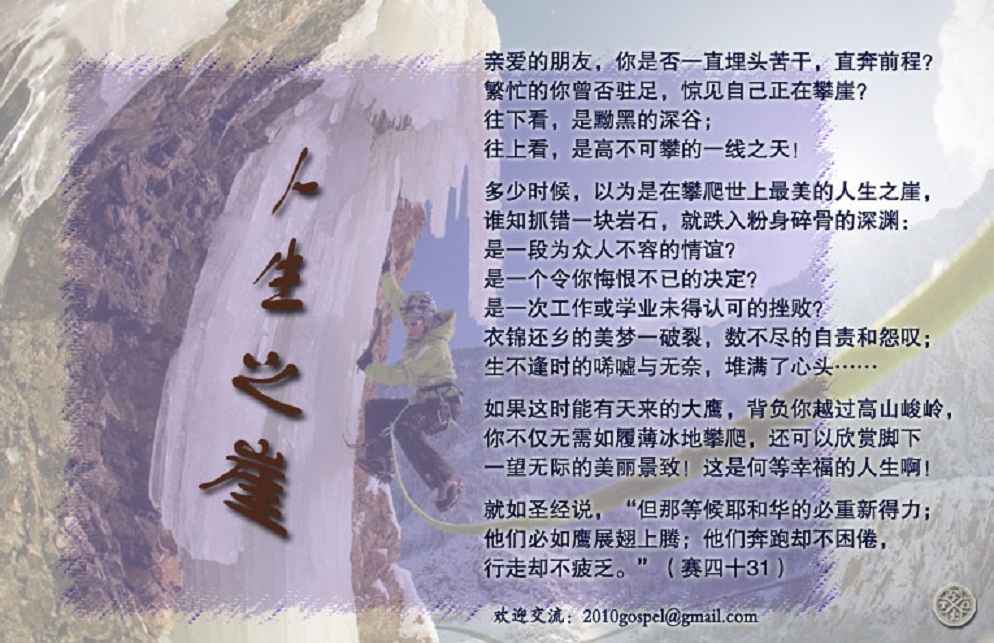 人生之崖
亲爱的朋友，你是否一直埋头苦干，直奔前程？
繁忙的你曾否驻足，惊见自己正在攀崖？
往下看，是黝黑的深谷；
往上看，是高不可攀的一线之天！
多少时候，以为是在攀爬世上最美的人生之崖，
谁知抓错一块岩石，就跌入粉身碎骨的深渊：
是一段为众人不容的情谊？
是一个令你悔恨不已的决定？
是一次工作或学业未得认可的挫败？
衣锦还乡的美梦一破裂，数不尽的自责和怨叹；
生不逢时的唏嘘与无奈，堆满了心头……
如果这时能有天来的大鹰，背负你越过高山峻岭，
你不仅无需如履薄冰地攀爬，还可以欣赏脚下
一望无际的美丽景致！这是何等幸福的人生啊！
就如圣经说，“但那等候耶和华的必重新得力；
他们必如鹰展翅上腾；他们奔跑却不困倦，
行走却不疲乏。”（赛四十31）
欢迎交流：2010gospel@gmail.com